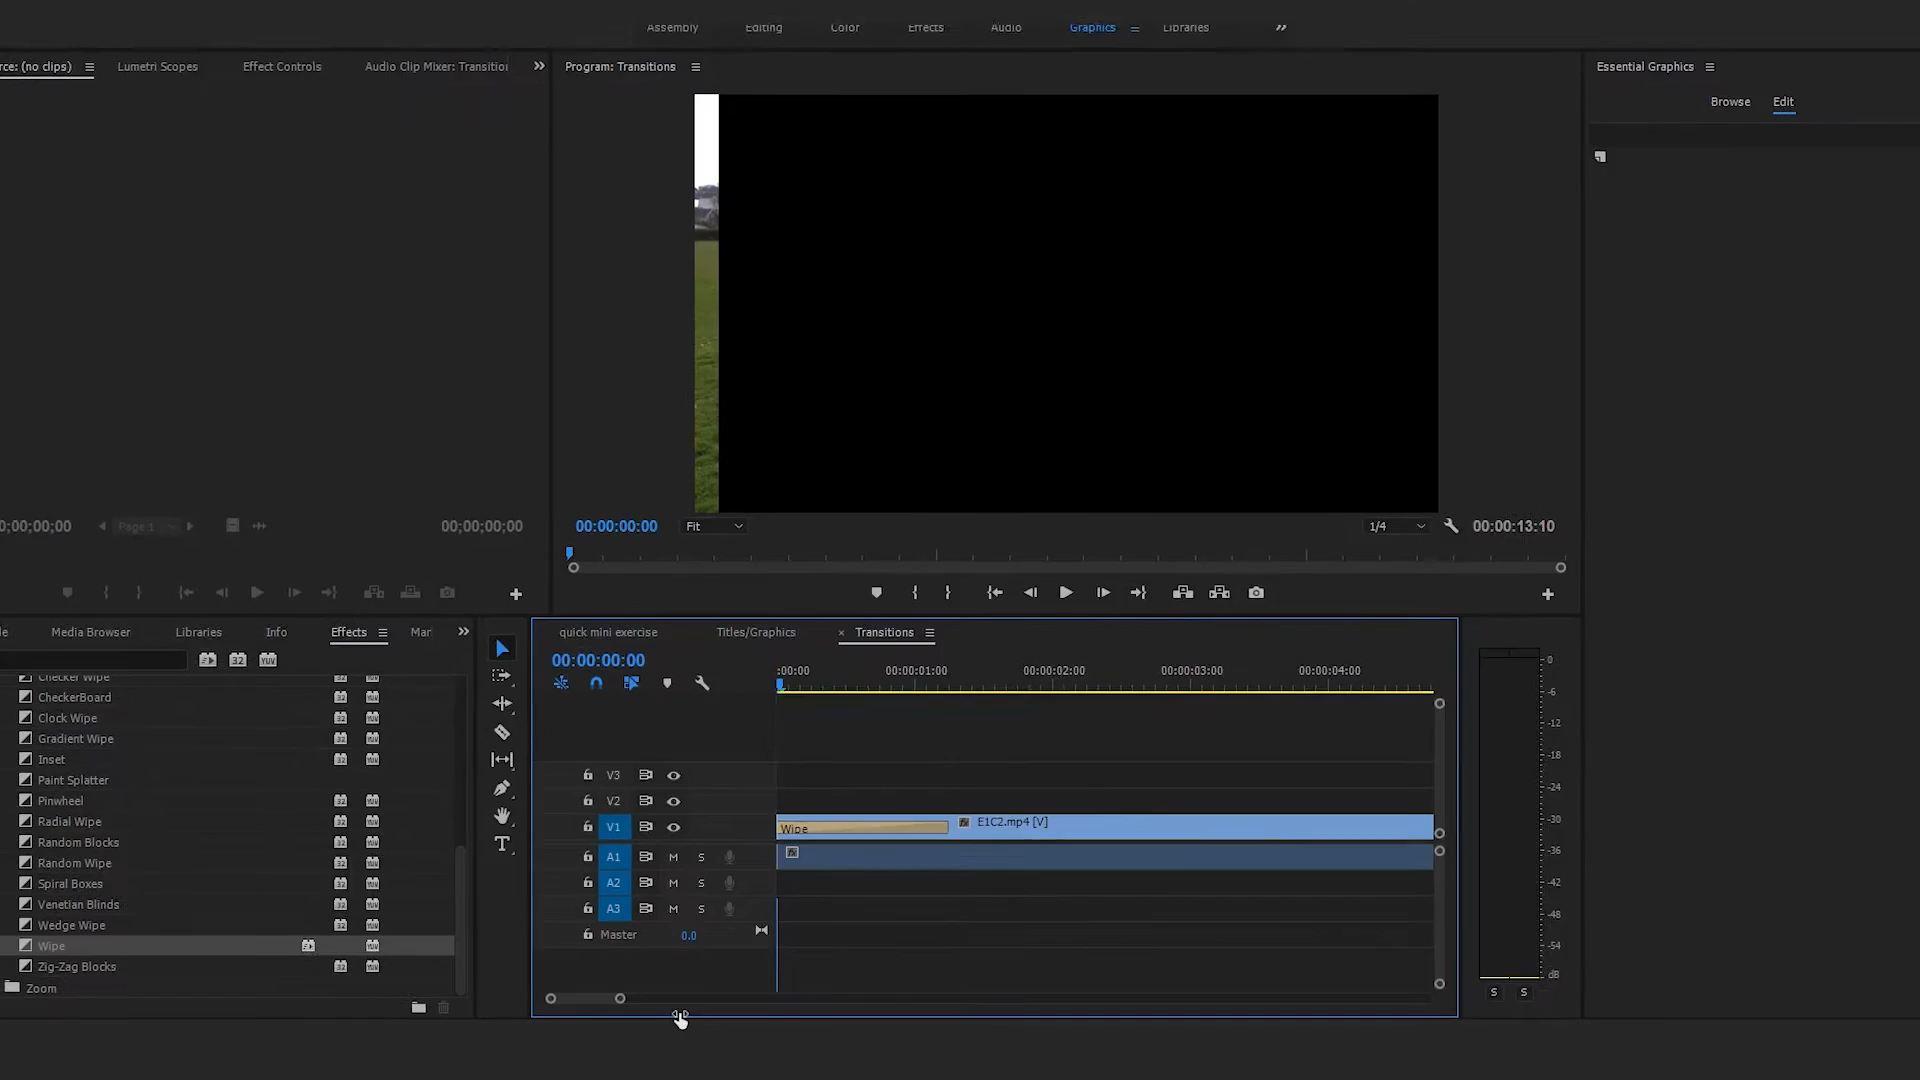 Assembly Editing Color Effects Audio Graphics Libraries
rce: (no clips) Lumetri Scopes Effect Controls Audio Clip Mixer: Transition
Program: Transitions
Essential Graphics
Browse Edit
0;00;00;00 Page 1 00;00;00;00
00:00:00:00 Fit 1/4 00:00:13:10
Media Browser Libraries Info Effects Mar
quick mini exercise Titles/Graphics × Transitions
00:00:00:00
:00:00 00:00:01:00 00:00:02:00 00:00:03:00 00:00:04:00
32 YUV
Checker Wipe
CheckerBoard
Clock Wipe
Gradient Wipe
Inset
Paint Splatter
Pinwheel
Radial Wipe
Random Blocks
Random Wipe
Spiral Boxes
Venetian Blinds
Wedge Wipe
Wipe
Zig-Zag Blocks
Zoom
T
V3
V2
V1 Wipe fx E1C2.mp4 [V]
A1 M S fx
A2 M S
A3 M S
Master 0.0
0
-6
-12
-18
-24
-30
-36
-42
-48
-54
dB
S S